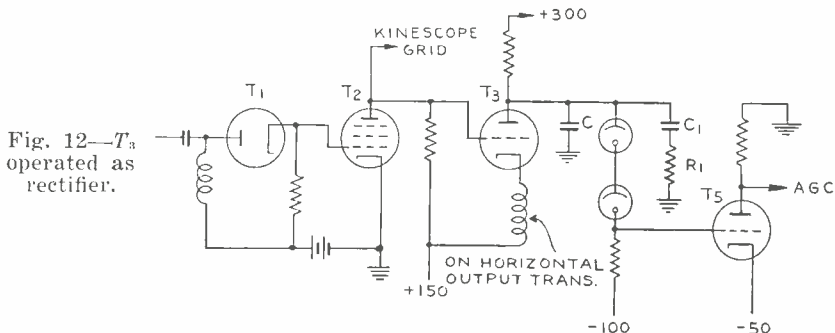 Fig. 12—T₃
operated as
rectifier.
KINESCOPE
GRID
+300
T₁
T₂
T₃
C
C₁
R₁
T₅
AGC
ON HORIZONTAL
OUTPUT TRANS.
+150
-100
-50